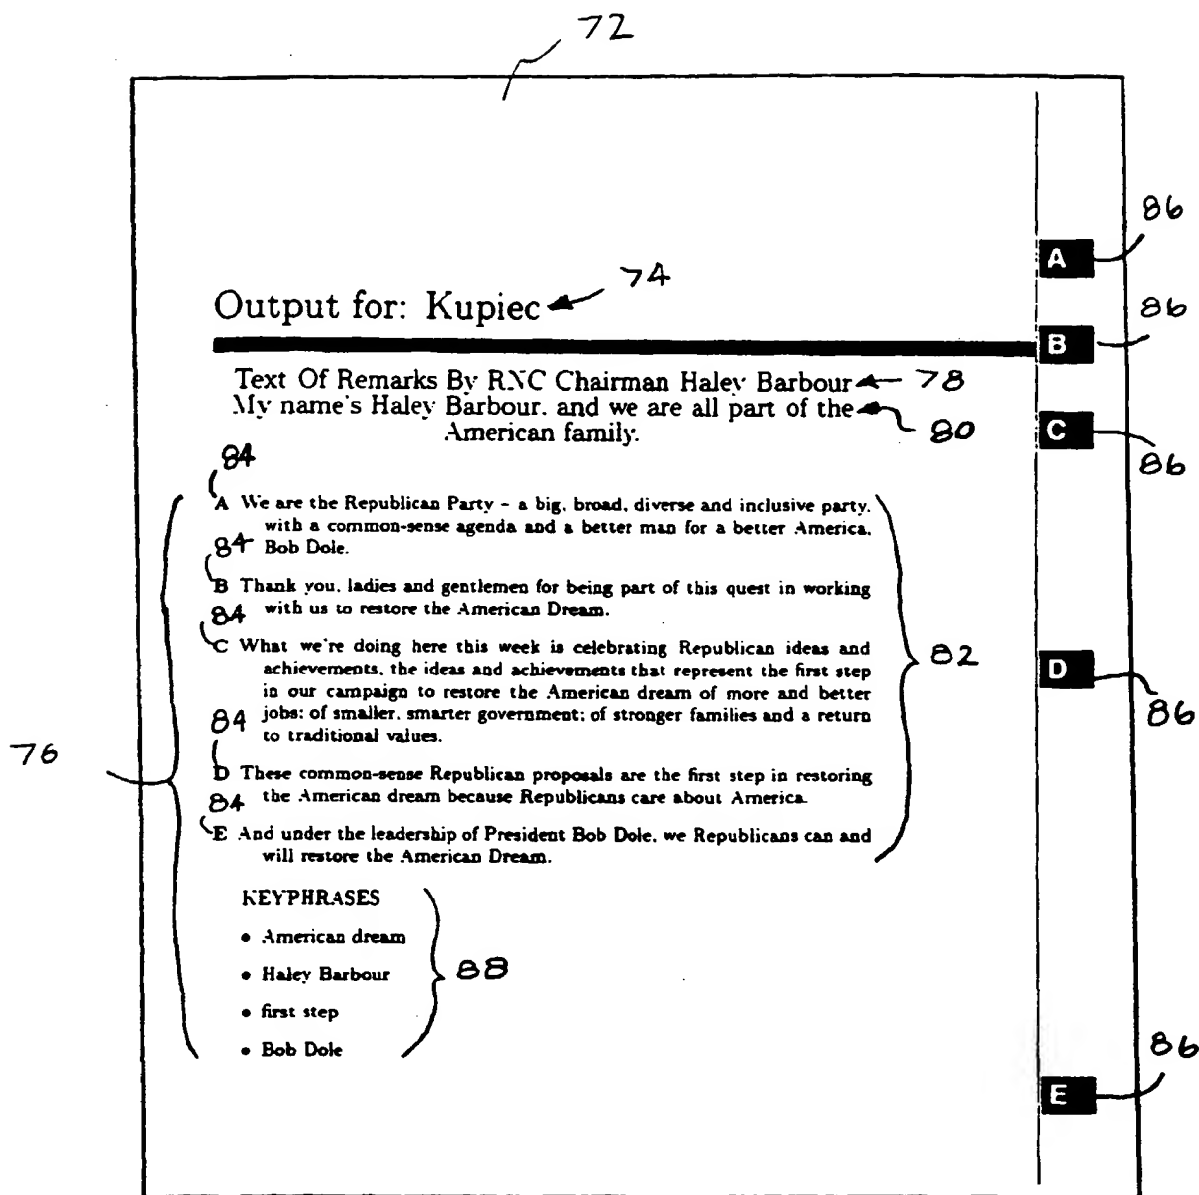 72
86
A
74
Output for: Kupiec
86
B
Text Of Remarks By RNC Chairman Haley Barbour 78
My name's Haley Barbour, and we are all part of the
American family. 80
C
86
84
A We are the Republican Party - a big, broad, diverse and inclusive party,
with a common-sense agenda and a better man for a better America,
84 Bob Dole.
B Thank you, ladies and gentlemen for being part of this quest in working
84 with us to restore the American Dream.
C What we're doing here this week is celebrating Republican ideas and
achievements, the ideas and achievements that represent the first step
in our campaign to restore the American dream of more and better
84 jobs; of smaller, smarter government; of stronger families and a return
to traditional values.
82
D
86
76
D These common-sense Republican proposals are the first step in restoring
84 the American dream because Republicans care about America.
E And under the leadership of President Bob Dole, we Republicans can and
will restore the American Dream.
KEYPHRASES
• American dream
• Haley Barbour
88
• first step
• Bob Dole
86
E